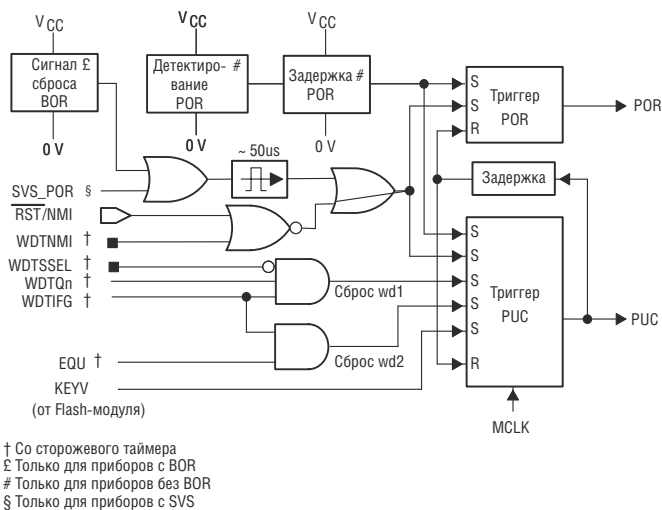 VCC
VCC
VCC
Сигнал £
сброса
BOR
Детектиро- #
вание
POR
Задержка #
POR
0 V
0 V
0 V
S
S
R
Триггер
POR
POR
~ 50us
Задержка
SVS_POR §
RST/NMI
WDTNMI †
WDTSSEL †
WDTQn †
WDTIFG †
Сброс wd1
S
S
S
S
S
R
Триггер
PUC
PUC
EQU †
Сброс wd2
KEYV
(от Flash-модуля)
MCLK
† Со сторожевого таймера
£ Только для приборов с BOR
# Только для приборов без BOR
§ Только для приборов с SVS